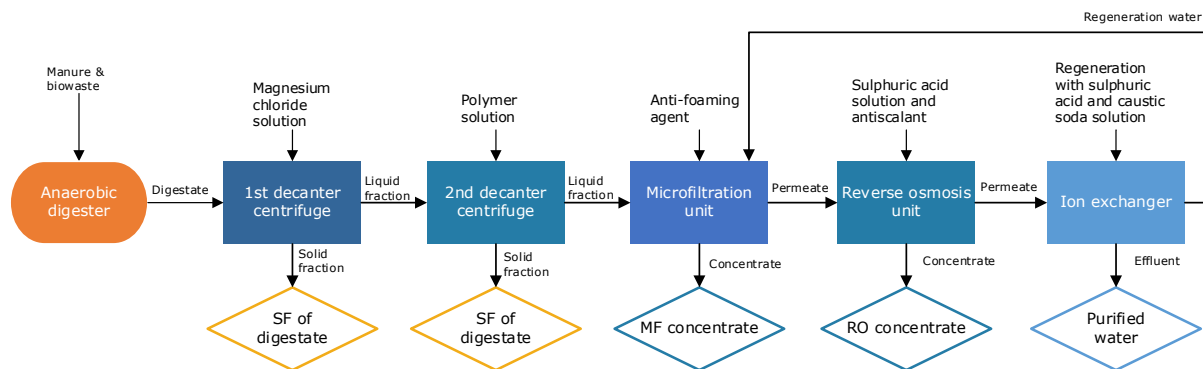 Regeneration water
Manure &
biowaste
Magnesium
chloride
solution
Polymer
solution
Anti-foaming
agent
Sulphuric acid
solution and
antiscalant
Regeneration
with sulphuric
acid and caustic
soda solution
Anaerobic
digester
Digestate
1st decanter
centrifuge
Liquid
fraction
2nd decanter
centrifuge
Liquid
fraction
Microfiltration
unit
Permeate
Reverse osmosis
unit
Permeate
Ion exchanger
Solid
fraction
Solid
fraction
Concentrate
Concentrate
Effluent
SF of
digestate
SF of
digestate
MF concentrate
RO concentrate
Purified
water